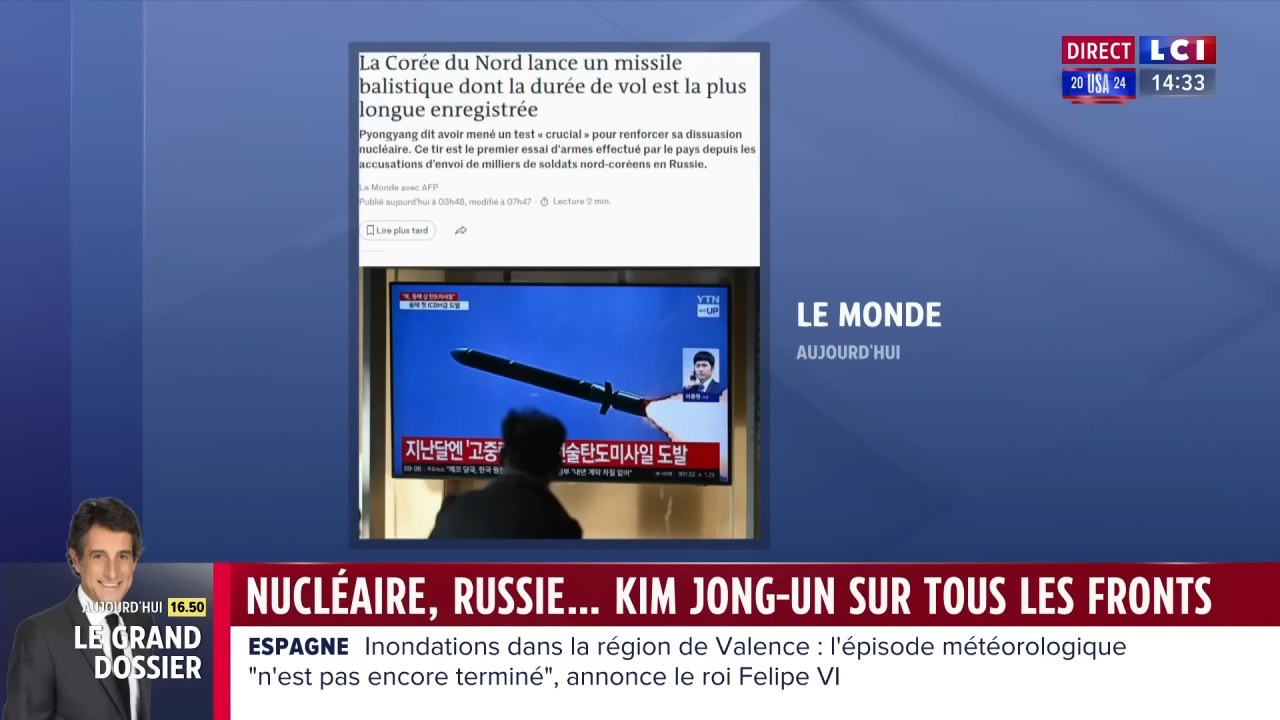 La Corée du Nord lance un missile
balistique dont la durée de vol est la plus
longue enregistrée
Pyongyang dit avoir mené un test « crucial » pour renforcer sa dissuasion
nucléaire. Ce tir est le premier essai d'armes effectué par le pays depuis les
accusations d'envoi de milliers de soldats nord-coréens en Russie.
Le Monde avec AFP
Publié aujourd'hui à 03h48, modifié à 07h47 · Lecture 2 min.
Lire plus tard
DIRECT LCI
20 USA 24 14:33
YTN
UP
지난달엔 '고중 술탄도미사일 도발
09:06
LE MONDE
AUJOURD'HUI
AUJOURD'HUI 16.50
LE GRAND
DOSSIER
NUCLÉAIRE, RUSSIE... KIM JONG-UN SUR TOUS LES FRONTS
ESPAGNE Inondations dans la région de Valence : l'épisode météorologique
"n'est pas encore terminé", annonce le roi Felipe VI